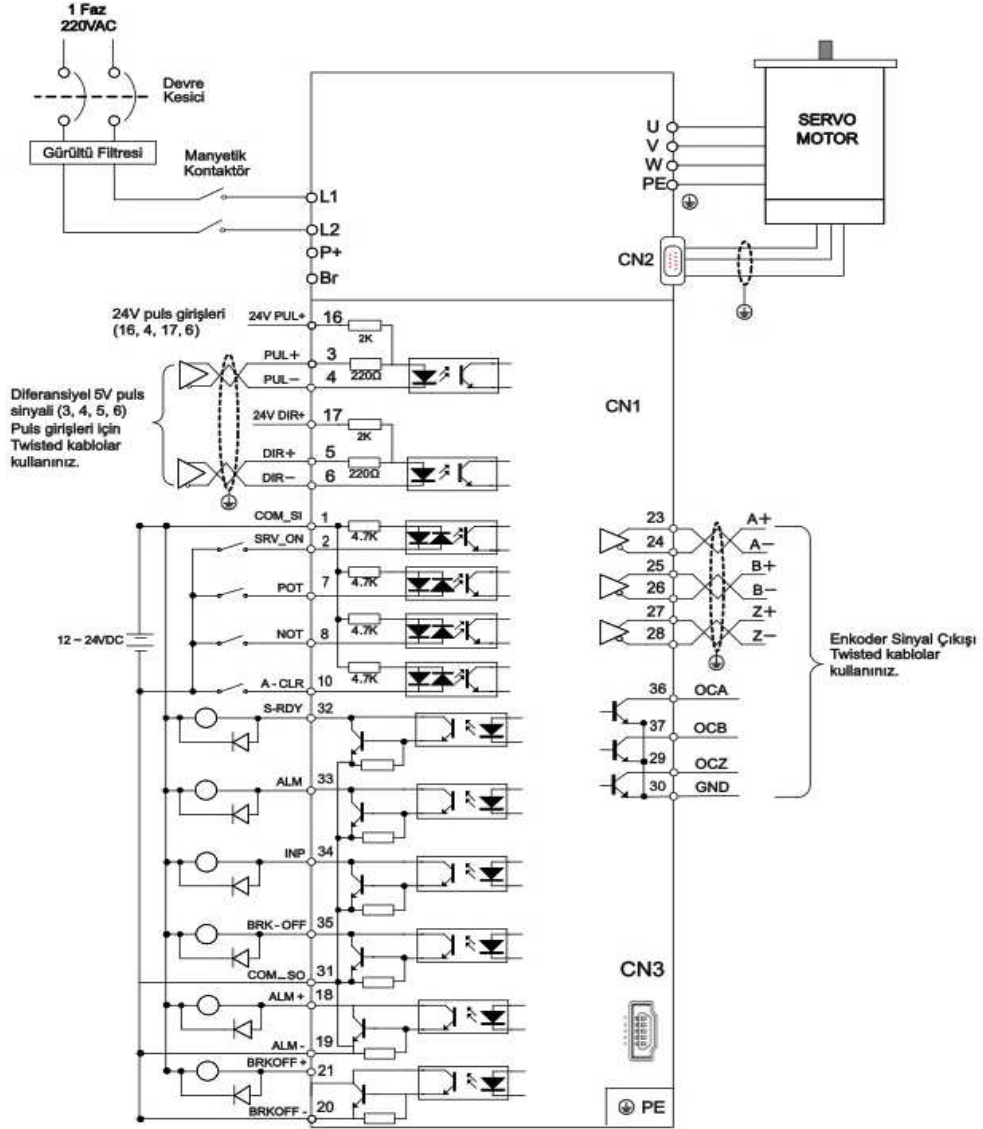 1 Faz
220VAC
Devre
Kesici
Gürültü Filtresi
Manyetik
Kontaktör
L1
L2
P+
Br
U
V
W
PE
SERVO
MOTOR
CN2
24V puls girişleri
(16, 4, 17, 6)
24V PUL+ 16
2K
PUL+ 3
PUL− 4
220Ω
Diferansiyel 5V puls
sinyali (3, 4, 5, 6)
Puls girişleri için
Twisted kablolar
kullanınız.
24V DIR+ 17
2K
DIR+ 5
DIR− 6
220Ω
CN1
COM_SI 1
4.7K
SRV_ON 2
POT 7
4.7K
NOT 8
4.7K
A-CLR 10
4.7K
12 ~ 24VDC
S-RDY 32
ALM 33
INP 34
BRK-OFF 35
COM_SO 31
ALM + 18
ALM - 19
BRKOFF + 21
BRKOFF - 20
23 A+
24 A−
25 B+
26 B−
27 Z+
28 Z−
Enkoder Sinyal Çıkışı
Twisted kablolar
kullanınız.
36 OCA
37 OCB
29 OCZ
30 GND
CN3
PE